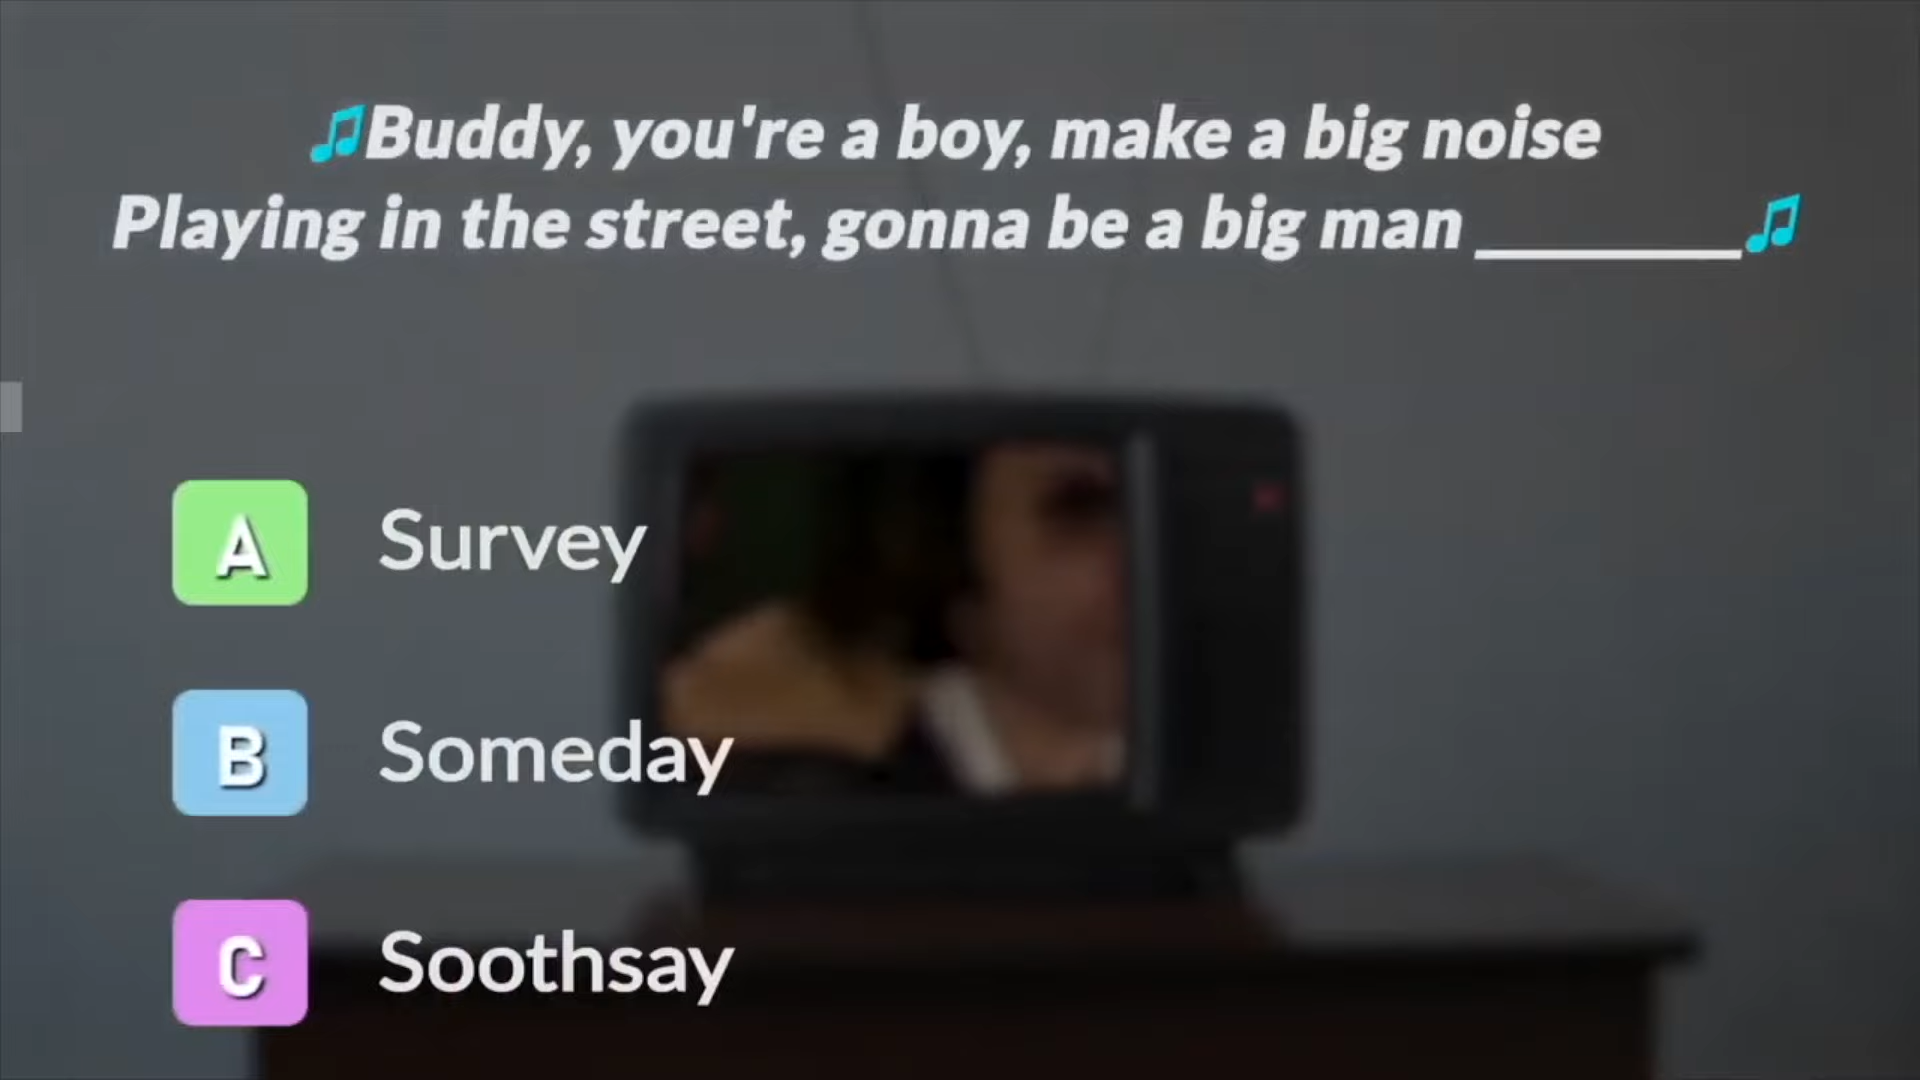 🎵Buddy, you're a boy, make a big noise
Playing in the street, gonna be a big man ________🎵
A Survey
B Someday
C Soothsay